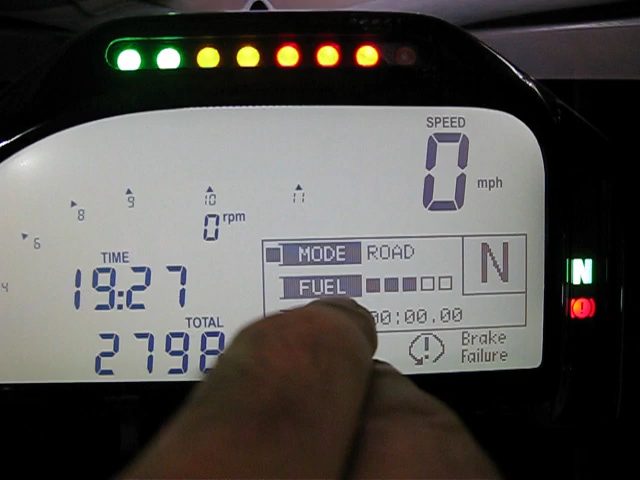 SPEED
0 mph
4 6 8 9 10 11
0 rpm
TIME
19:27
TOTAL
2798
MODE ROAD
N
FUEL
00:00.00
Brake
Failure
N